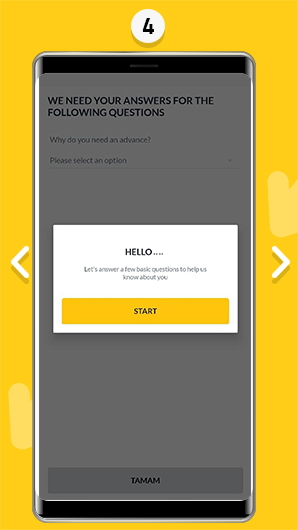 4
WE NEED YOUR ANSWERS FOR THE
FOLLOWING QUESTIONS
Why do you need an advance?
Please select an option
HELLO ....
Let's answer a few basic questions to help us
know about you
START
TAMAM